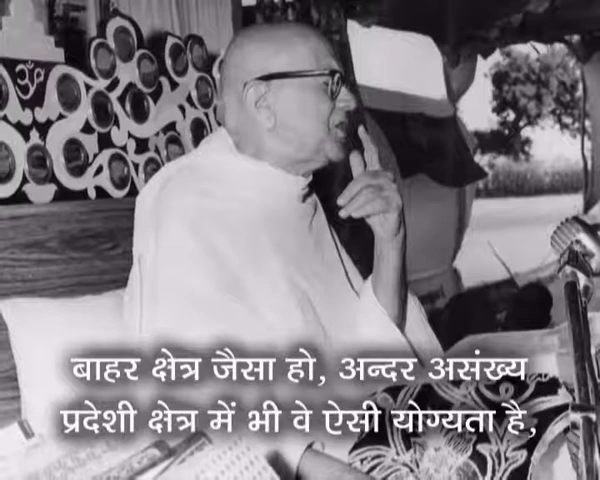 ॐ
बाहर क्षेत्र जैसा हो, अन्दर असंख्य
प्रदेशी क्षेत्र में भी वे ऐसी योग्यता है,